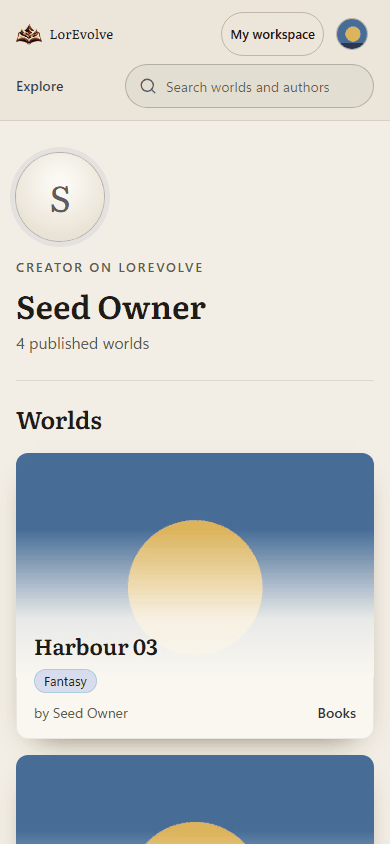 LorEvolve
My workspace
Explore
Search worlds and authors
S
CREATOR ON LOREVOLVE
Seed Owner
4 published worlds
Worlds
Harbour 03
Fantasy
by Seed Owner
Books